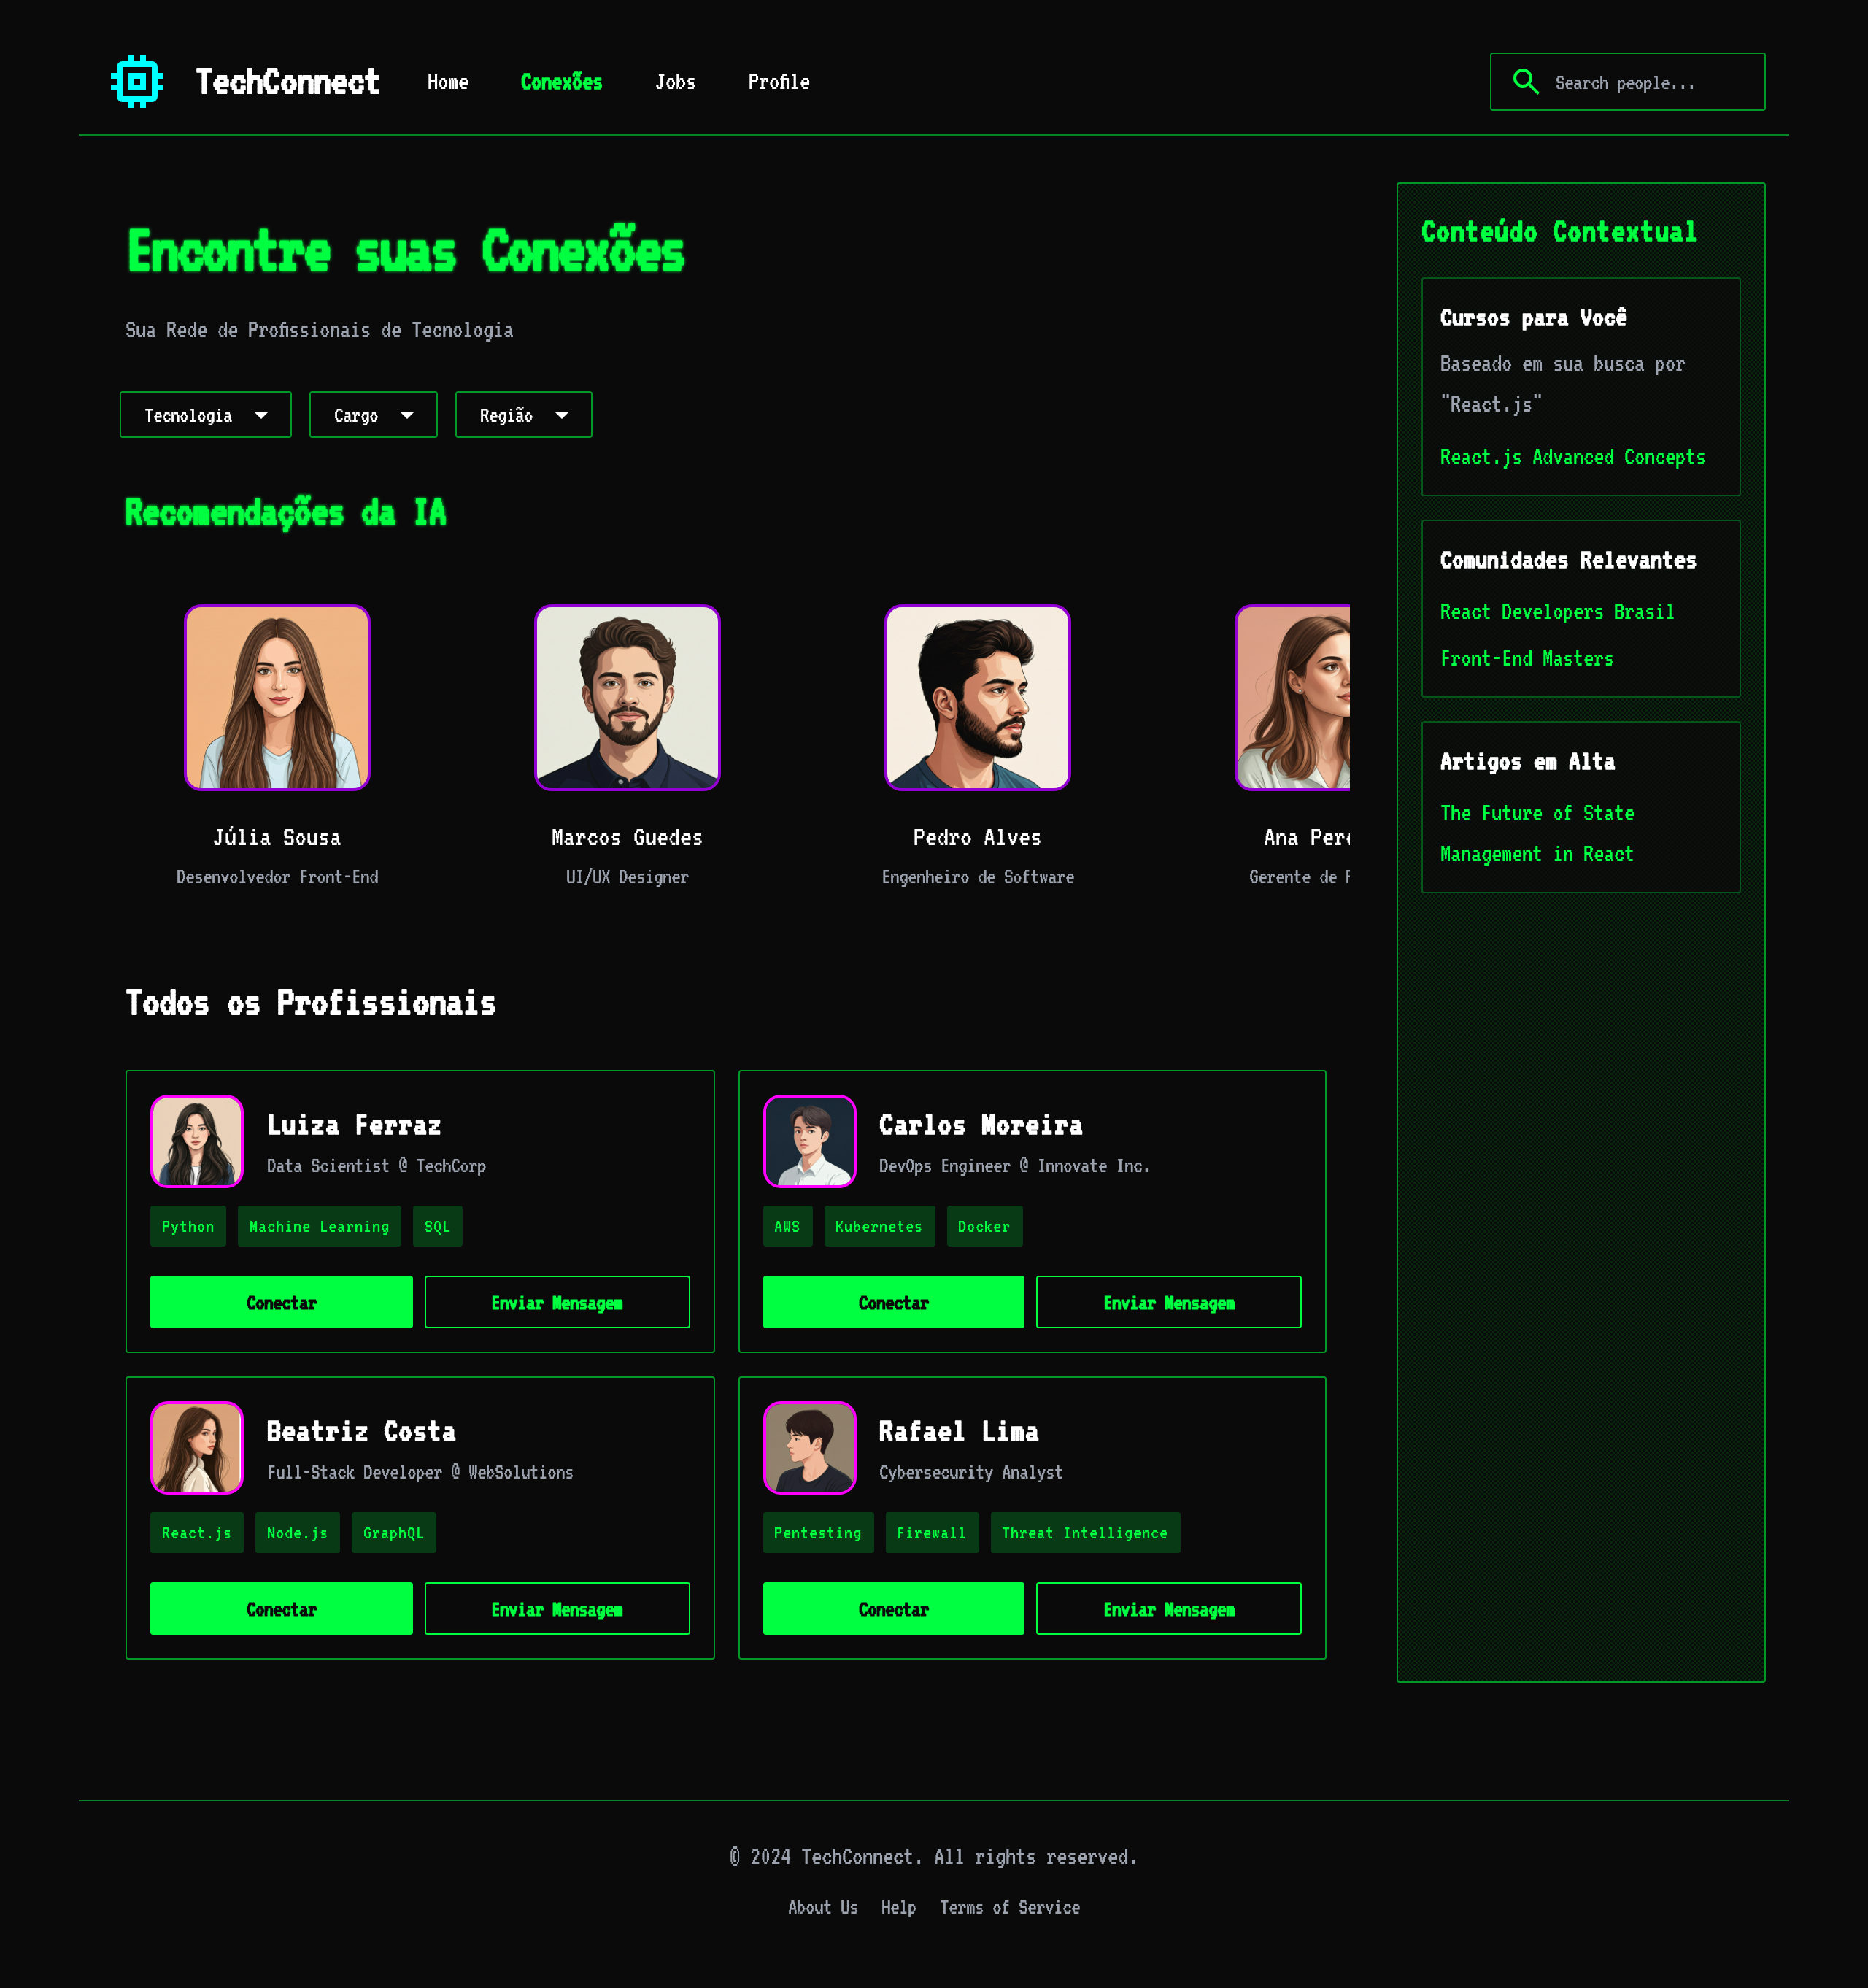 TechConnect
Home
Conexões
Jobs
Profile
Search people...
Encontre suas Conexões
Sua Rede de Profissionais de Tecnologia
Tecnologia
Cargo
Região
Recomendações da IA
Júlia Sousa
Desenvolvedor Front-End
Marcos Guedes
UI/UX Designer
Pedro Alves
Engenheiro de Software
Ana Per
Gerente de
Todos os Profissionais
Luiza Ferraz
Data Scientist @ TechCorp
Python
Machine Learning
SQL
Conectar
Enviar Mensagem
Carlos Moreira
DevOps Engineer @ Innovate Inc.
AWS
Kubernetes
Docker
Conectar
Enviar Mensagem
Beatriz Costa
Full-Stack Developer @ WebSolutions
React.js
Node.js
GraphQL
Conectar
Enviar Mensagem
Rafael Lima
Cybersecurity Analyst
Pentesting
Firewall
Threat Intelligence
Conectar
Enviar Mensagem
Conteúdo Contextual
Cursos para Você
Baseado em sua busca por
"React.js"
React.js Advanced Concepts
Comunidades Relevantes
React Developers Brasil
Front-End Masters
Artigos em Alta
The Future of State
Management in React
© 2024 TechConnect. All rights reserved.
About Us
Help
Terms of Service